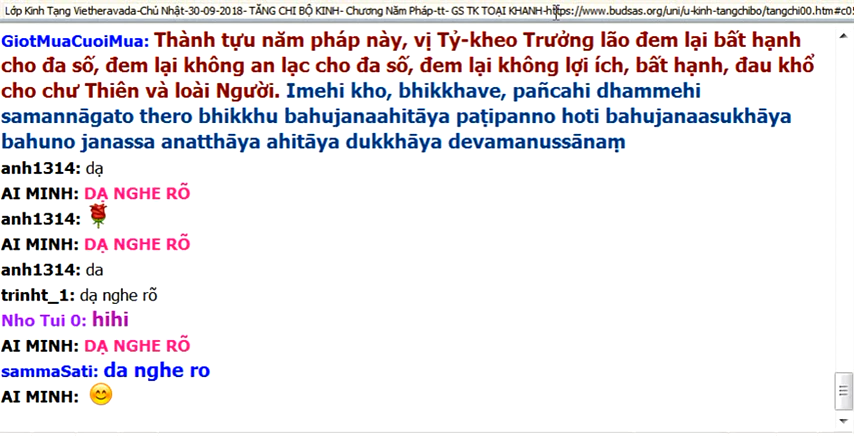 Lớp Kinh Tạng Vietheravada-Chủ Nhật-30-09-2018- TĂNG CHI BỘ KINH- Chương Năm Pháp-tt- GS TK TOẠI KHANH-https://www.budsas.org/uni/u-kinh-tangchibo/tangchi00.htm#c05
GiotMuaCuoiMua: Thành tựu năm pháp này, vị Tỷ-kheo Trưởng lão đem lại bất hạnh
cho đa số, đem lại không an lạc cho đa số, đem lại không lợi ích, bất hạnh, đau khổ
cho chư Thiên và loài Người. Imehi kho, bhikkhave, pañcahi dhammehi
samannāgato thero bhikkhu bahujanaahitāya paṭipanno hoti bahujanaasukhāya
bahuno janassa anatthāya ahitāya dukkhāya devamanussānaṃ
anh1314: dạ
AI MINH: DẠ NGHE RÕ
anh1314:
AI MINH: DẠ NGHE RÕ
anh1314: da
trinht_1: dạ nghe rõ
Nho Tui 0: hihi
AI MINH: DẠ NGHE RÕ
sammaSati: da nghe ro
AI MINH: